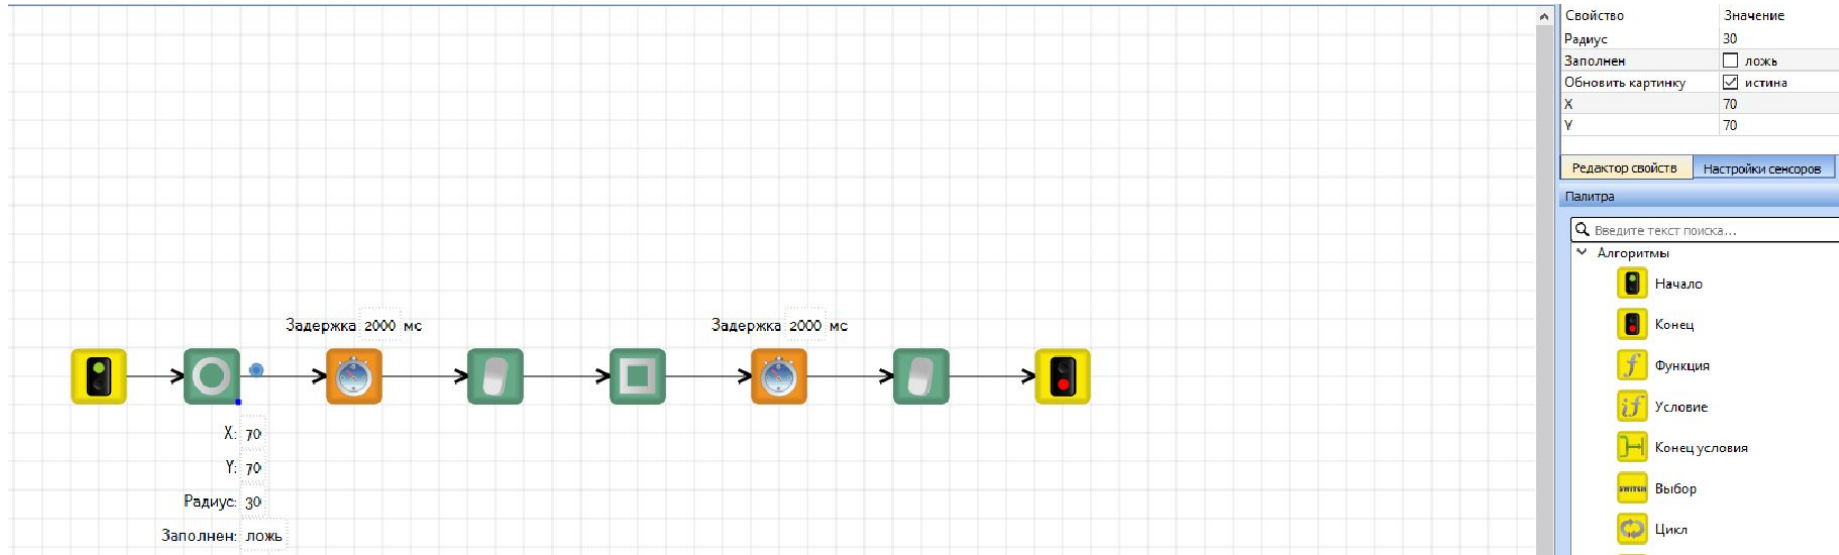 Задержка 2000 мс
Задержка 2000 мс
X: 70
Y: 70
Радиус: 30
Заполнен: ложь
Свойство Значение
Радиус 30
Заполнен ложь
Обновить картинку истина
X 70
Y 70
Редактор свойств Настройки сенсоров
Палитра
Введите текст поиска...
Алгоритмы
Начало
Конец
f Функция
if Условие
Конец условия
SWITCH Выбор
Цикл